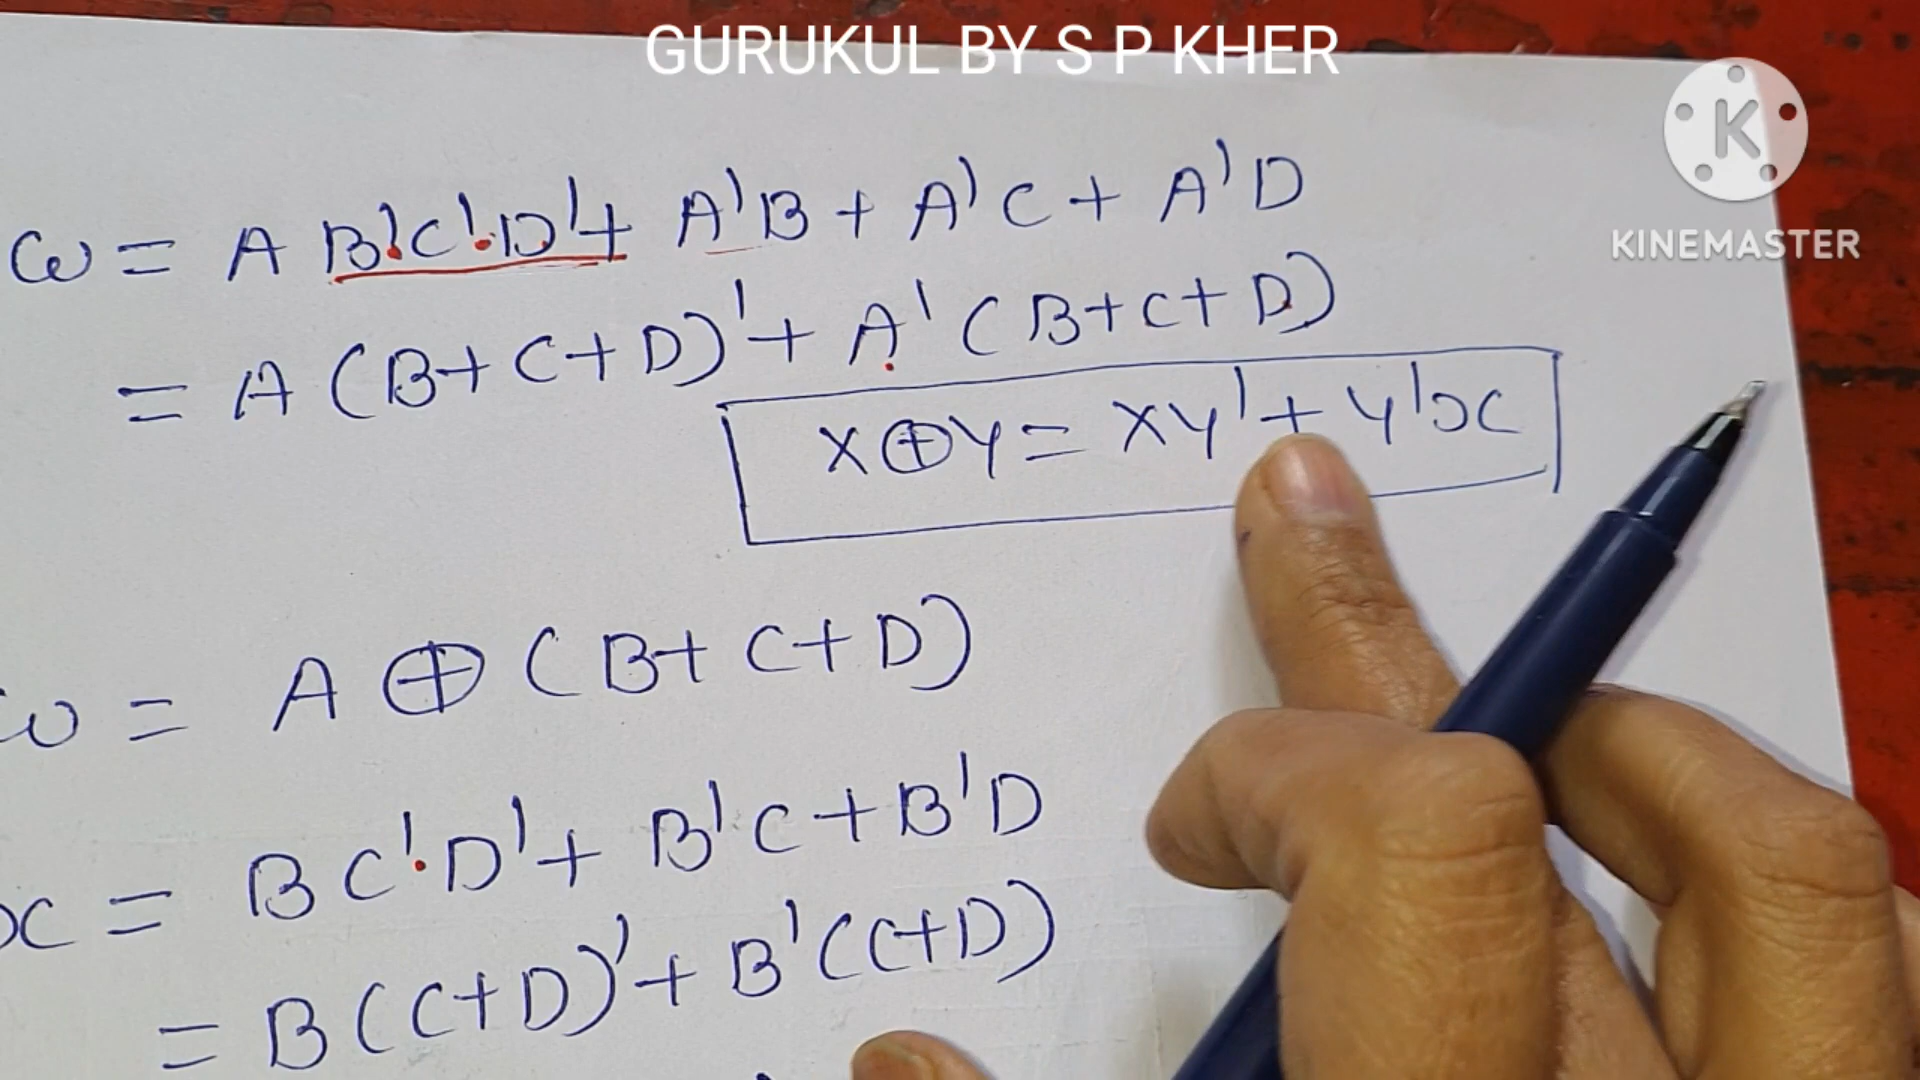 GURUKUL BY S P KHER
K
KINEMASTER
ω = A B'C'D' + A'B + A'C + A'D
= A (B+C+D)' + A' (B+C+D)
X⊕Y = XY' + Y'x
ω = A ⊕ (B+C+D)
x = B C'·D' + B'C + B'D
= B (C+D)' + B' (C+D)